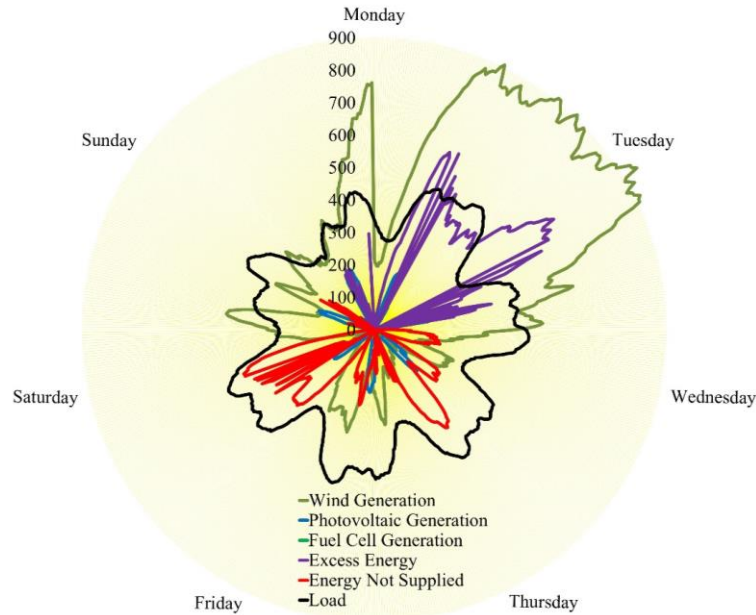 Monday
900
800
Sunday
700
Tuesday
600
500
400
300
200
100
0
Saturday
Wednesday
Wind Generation
Photovoltaic Generation
Fuel Cell Generation
Excess Energy
Energy Not Supplied
Load
Friday
Thursday